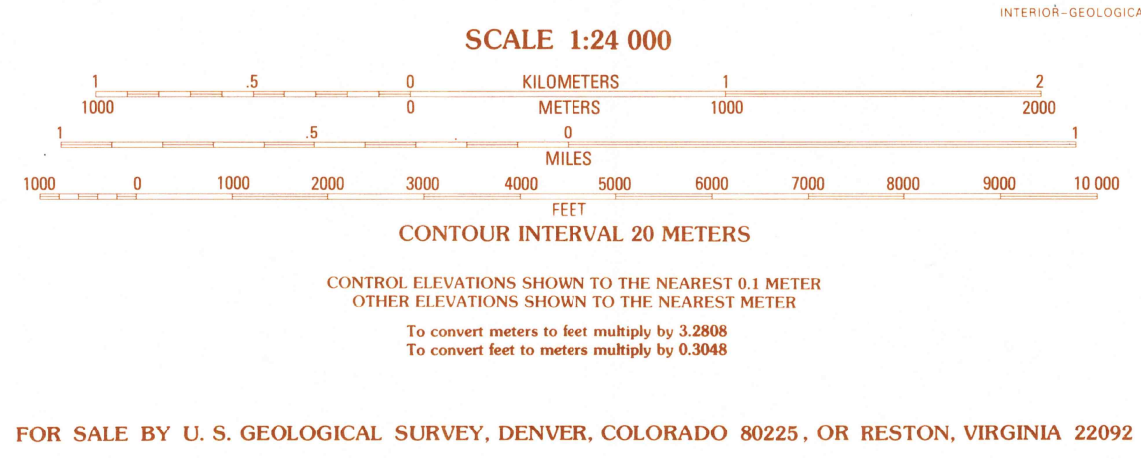 INTERIOR-GEOLOGICA
SCALE 1:24 000
1 .5 0 KILOMETERS 1 2
1000 0 METERS 1000 2000
1 .5 0 1
MILES
1000 0 1000 2000 3000 4000 5000 6000 7000 8000 9000 10 000
FEET
CONTOUR INTERVAL 20 METERS
CONTROL ELEVATIONS SHOWN TO THE NEAREST 0.1 METER
OTHER ELEVATIONS SHOWN TO THE NEAREST METER
To convert meters to feet multiply by 3.2808
To convert feet to meters multiply by 0.3048
FOR SALE BY U. S. GEOLOGICAL SURVEY, DENVER, COLORADO 80225, OR RESTON, VIRGINIA 22092